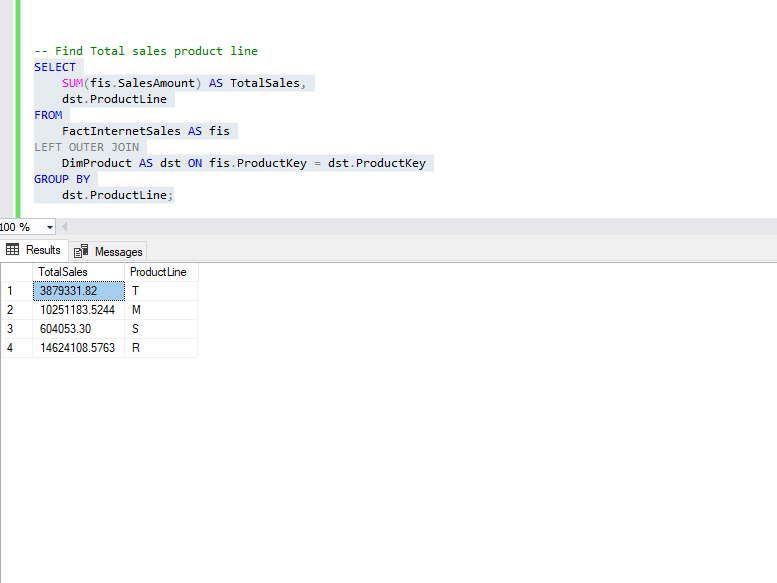 -- Find Total sales product line
SELECT
SUM(fis.SalesAmount) AS TotalSales,
dst.ProductLine
FROM
FactInternetSales AS fis
LEFT OUTER JOIN
DimProduct AS dst ON fis.ProductKey = dst.ProductKey
GROUP BY
dst.ProductLine;
100 %
Results Messages
TotalSales ProductLine
1 3879331.82 T
2 10251183.5244 M
3 604053.30 S
4 14624108.5763 R